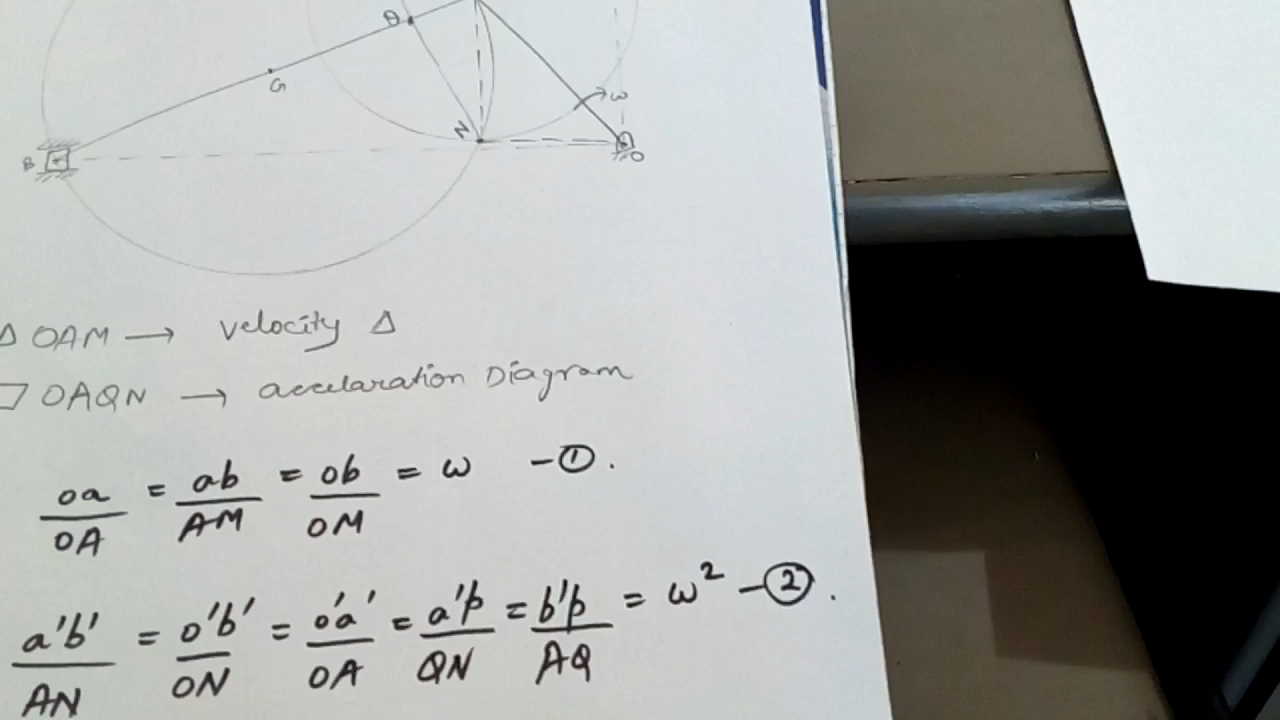 Q
G
ω
N
B
O
Δ OAM → velocity Δ
OAQN → accelaration Diagram
oa/OA = ab/AM = ob/OM = ω - ①.
a'b'/AN = o'b'/ON = o'a'/OA = a'p/QN = b'p/AQ = ω² - ②.